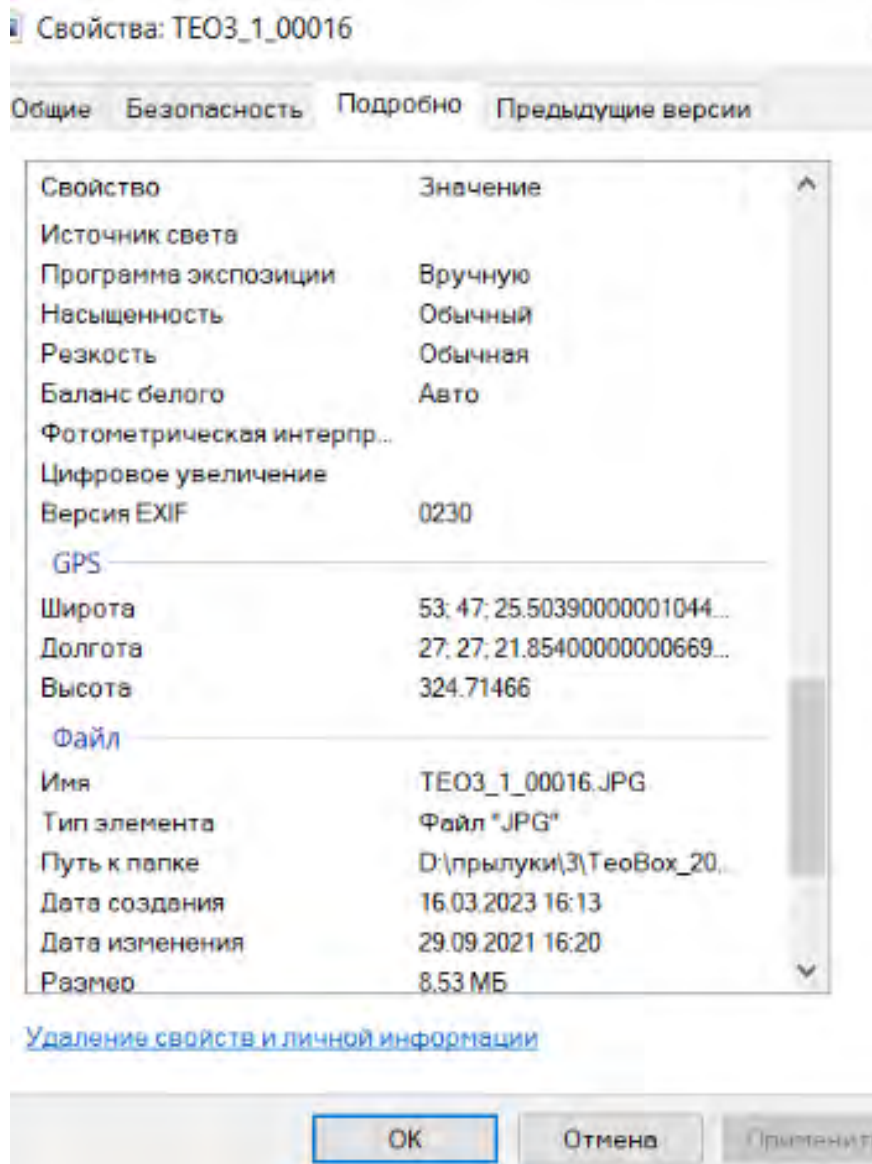 Свойства: TEO3_1_00016
Общие Безопасность Подробно Предыдущие версии
Свойство Значение
Источник света
Программа экспозиции Вручную
Насыщенность Обычный
Резкость Обычная
Баланс белого Авто
Фотометрическая интерпр...
Цифровое увеличение
Версия EXIF 0230
GPS
Широта 53; 47; 25.50390000001044...
Долгота 27; 27; 21.85400000000669...
Высота 324.71466
Файл
Имя TEO3_1_00016.JPG
Тип элемента Файл "JPG"
Путь к папке D:\прылуки\3\TeoBox_20...
Дата создания 16.03.2023 16:13
Дата изменения 29.09.2021 16:20
Размер 8,53 МБ
Удаление свойств и личной информации
ОК Отмена Применит